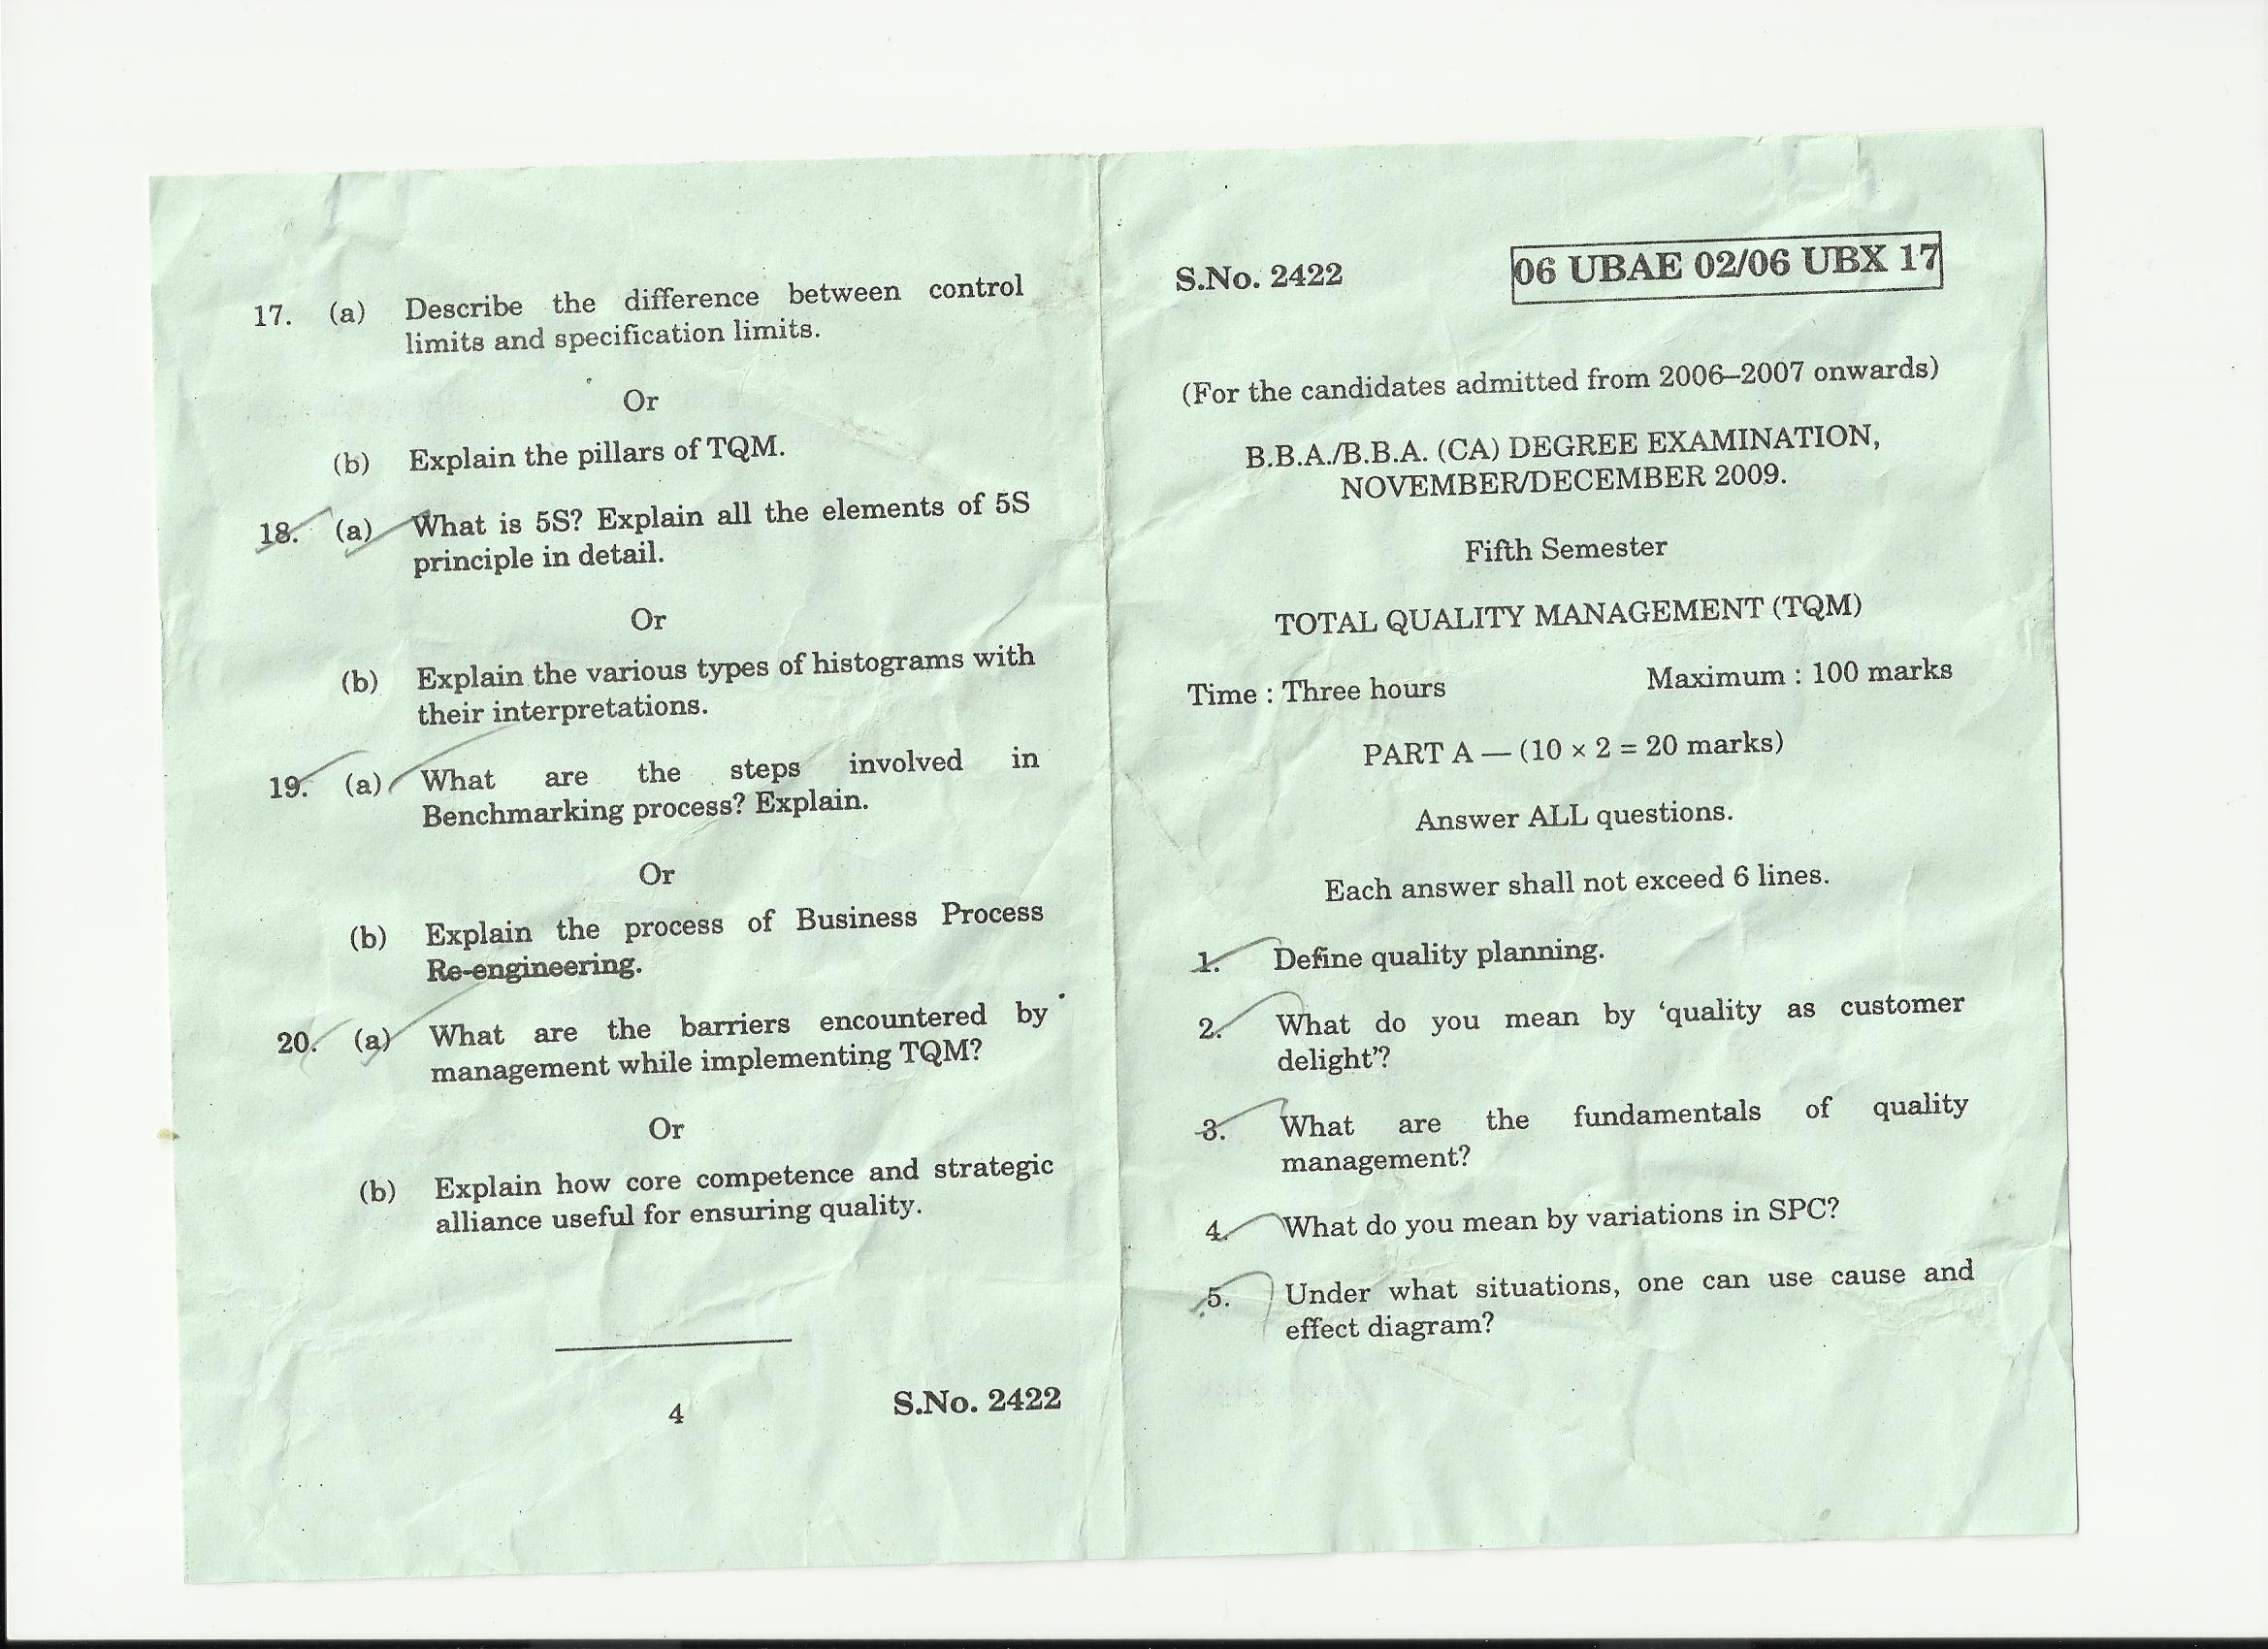 17. (a) Describe the difference between control
limits and specification limits.
Or
(b) Explain the pillars of TQM.
18. (a) What is 5S? Explain all the elements of 5S
principle in detail.
Or
(b) Explain the various types of histograms with
their interpretations.
19. (a) What are the steps involved in
Benchmarking process? Explain.
Or
(b) Explain the process of Business Process
Re-engineering.
20. (a) What are the barriers encountered by
management while implementing TQM?
Or
(b) Explain how core competence and strategic
alliance useful for ensuring quality.
4 S.No. 2422
S.No. 2422 06 UBAE 02/06 UBX 17
(For the candidates admitted from 2006–2007 onwards)
B.B.A./B.B.A. (CA) DEGREE EXAMINATION,
NOVEMBER/DECEMBER 2009.
Fifth Semester
TOTAL QUALITY MANAGEMENT (TQM)
Time : Three hours Maximum : 100 marks
PART A — (10 × 2 = 20 marks)
Answer ALL questions.
Each answer shall not exceed 6 lines.
1. Define quality planning.
2. What do you mean by ‘quality as customer
delight’?
3. What are the fundamentals of quality
management?
4. What do you mean by variations in SPC?
5. Under what situations, one can use cause and
effect diagram?